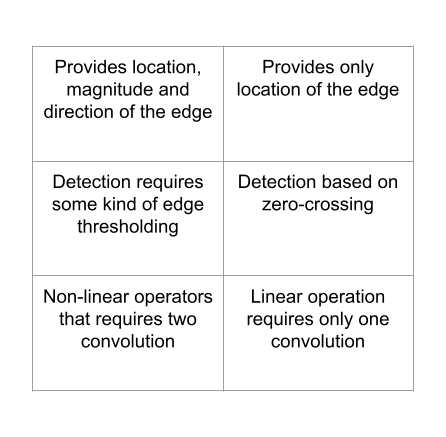 Provides location,
magnitude and
direction of the edge
Provides only
location of the edge
Detection requires
some kind of edge
thresholding
Detection based on
zero-crossing
Non-linear operators
that requires two
convolution
Linear operation
requires only one
convolution